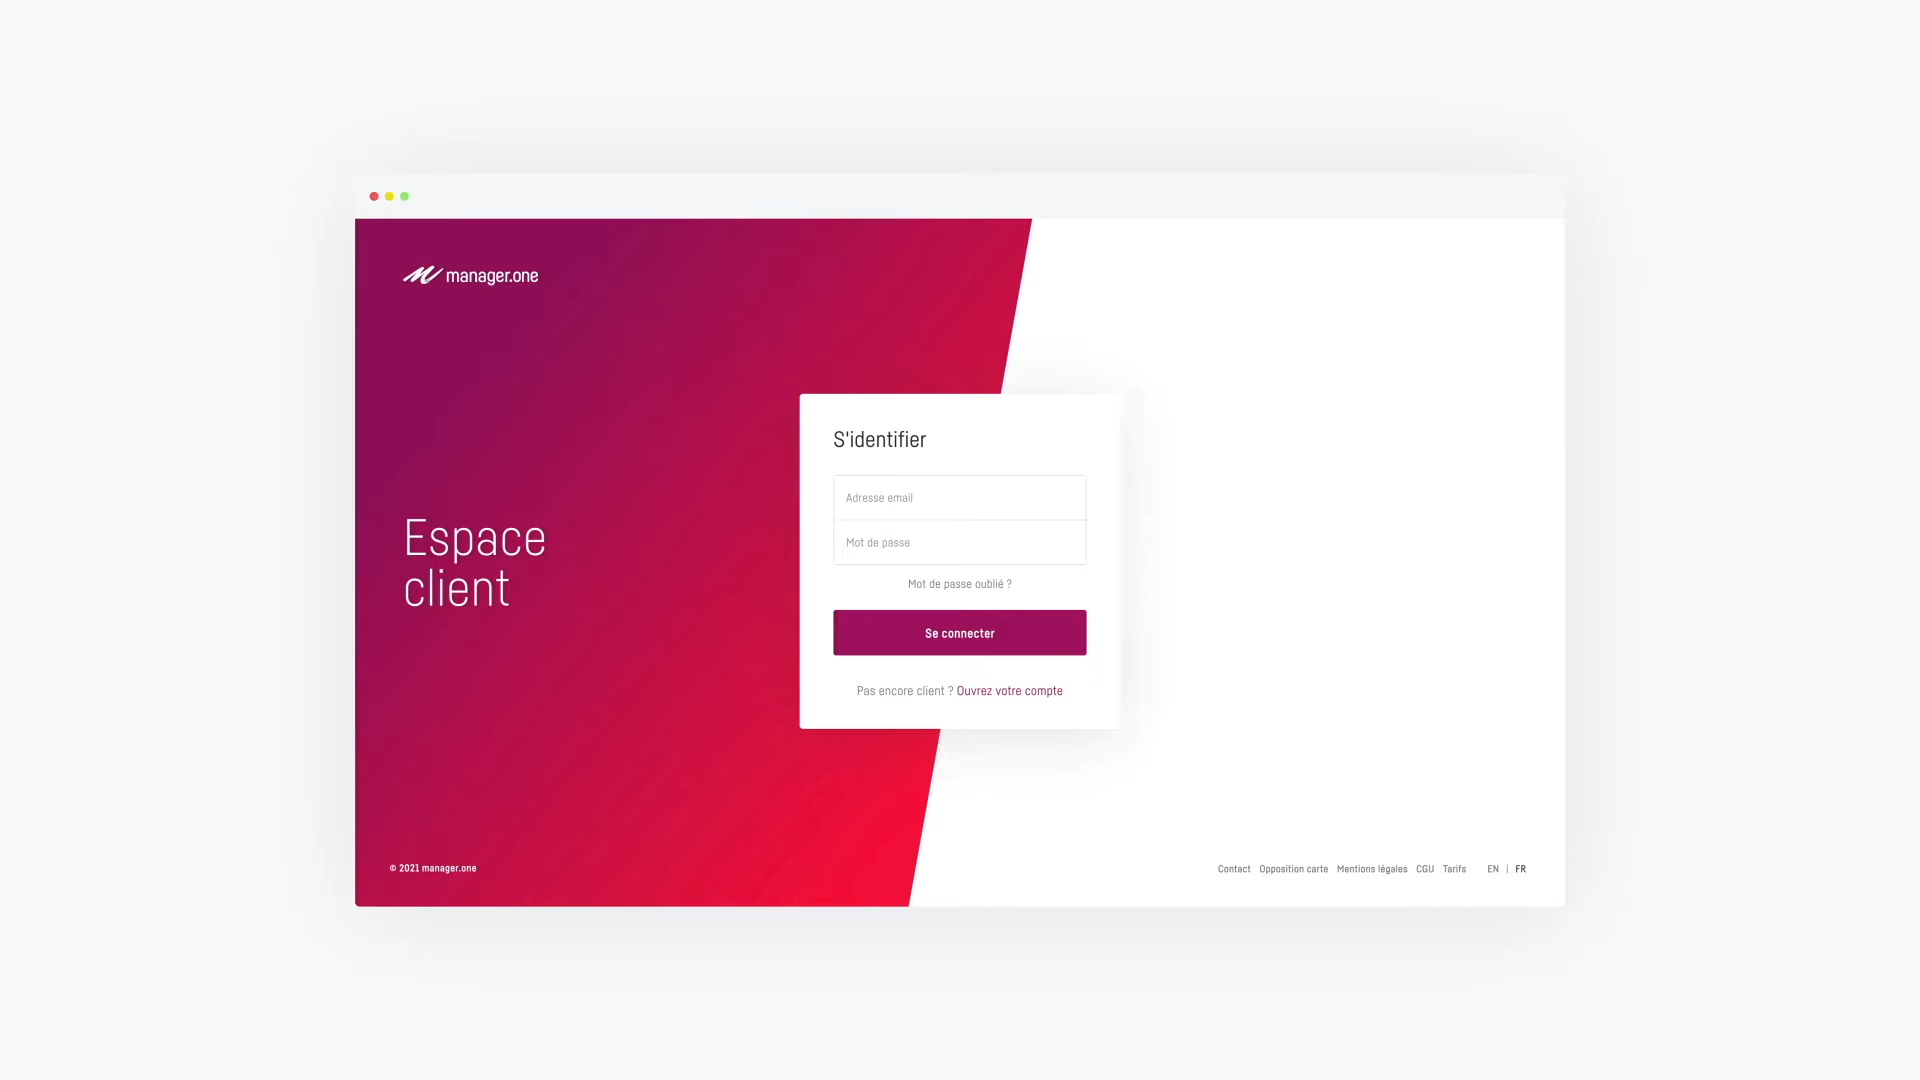 manager.one
Espace
client
S'identifier
Adresse email
Mot de passe
Mot de passe oublié ?
Se connecter
Pas encore client ? Ouvrez votre compte
© 2021 manager.one
Contact Opposition carte Mentions légales CGU Tarifs EN | FR